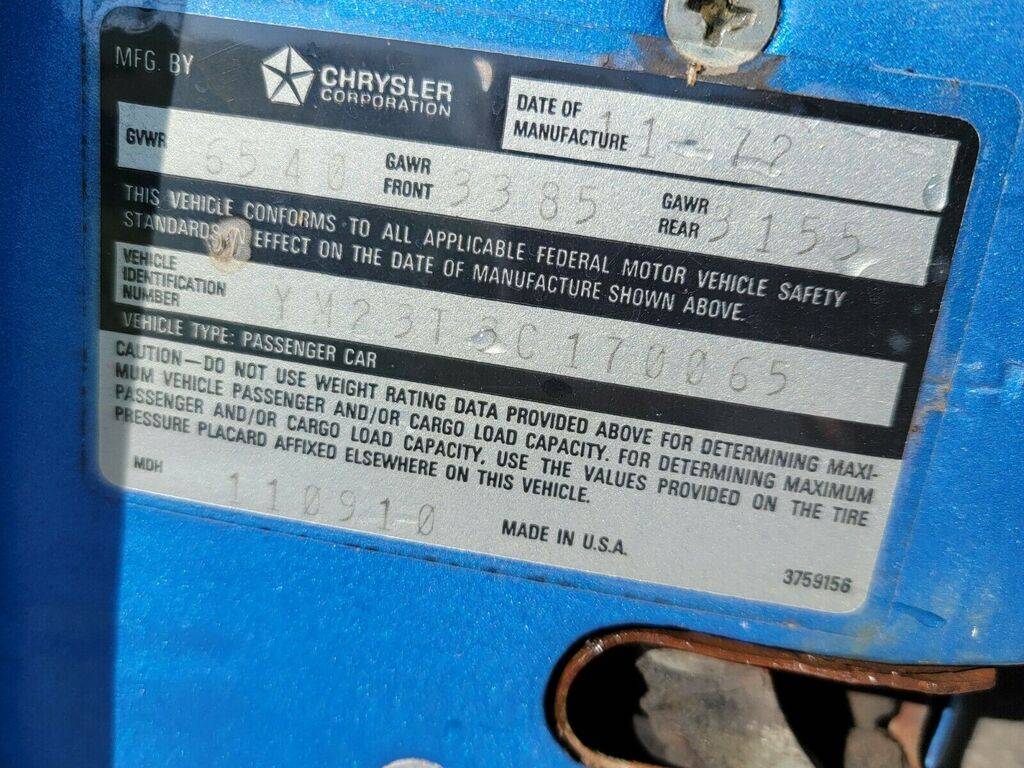 MFG. BY CHRYSLER CORPORATION
DATE OF MANUFACTURE 11-72
GVWR 6540 GAWR FRONT 3385 GAWR REAR 3155
THIS VEHICLE CONFORMS TO ALL APPLICABLE FEDERAL MOTOR VEHICLE SAFETY
STANDARDS IN EFFECT ON THE DATE OF MANUFACTURE SHOWN ABOVE.
VEHICLE IDENTIFICATION NUMBER YM23T3C170065
VEHICLE TYPE: PASSENGER CAR
CAUTION—DO NOT USE WEIGHT RATING DATA PROVIDED ABOVE FOR DETERMINING MAXI-
MUM VEHICLE PASSENGER AND/OR CARGO LOAD CAPACITY. FOR DETERMINING MAXIMUM
PASSENGER AND/OR CARGO LOAD CAPACITY, USE THE VALUES PROVIDED ON THE TIRE
PRESSURE PLACARD AFFIXED ELSEWHERE ON THIS VEHICLE.
MDH 110910
MADE IN U.S.A.
3759156